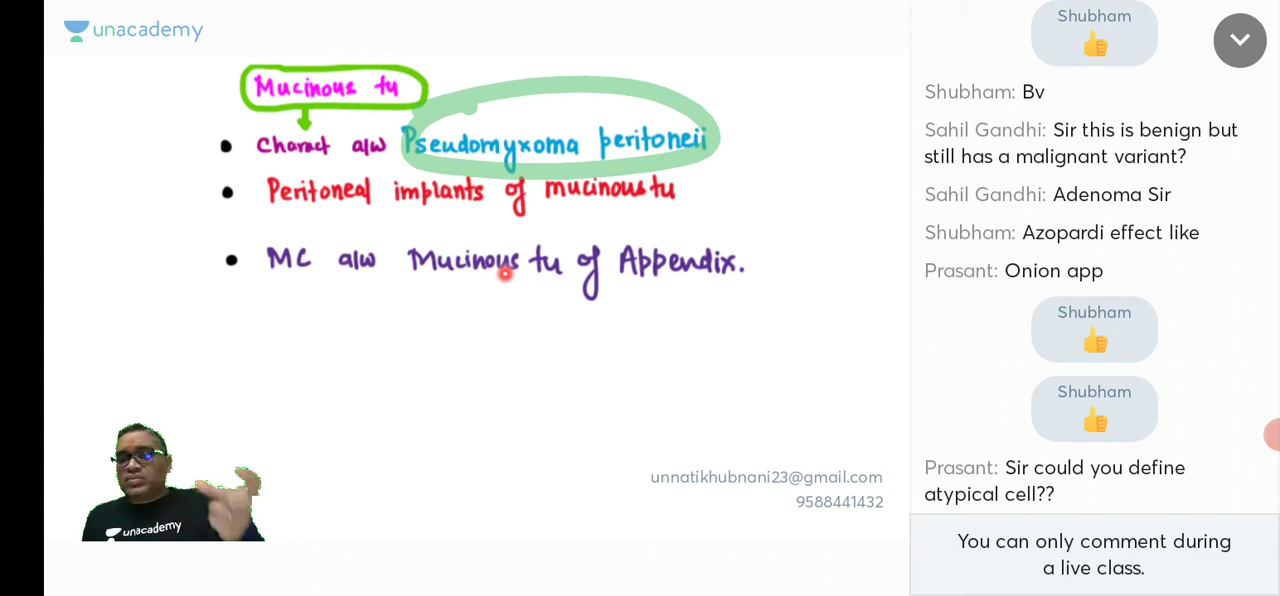 unacademy
Mucinous tu
Charact a/w Pseudomyxoma peritoneii
Peritoneal implants of mucinous tu
MC a/w Mucinous tu of Appendix.
unacademy
unnatikhubnani23@gmail.com
9588441432
Shubham
Shubham: Bv
Sahil Gandhi: Sir this is benign but
still has a malignant variant?
Sahil Gandhi: Adenoma Sir
Shubham: Azopardi effect like
Prasant: Onion app
Shubham
Shubham
Prasant: Sir could you define
atypical cell??
You can only comment during
a live class.